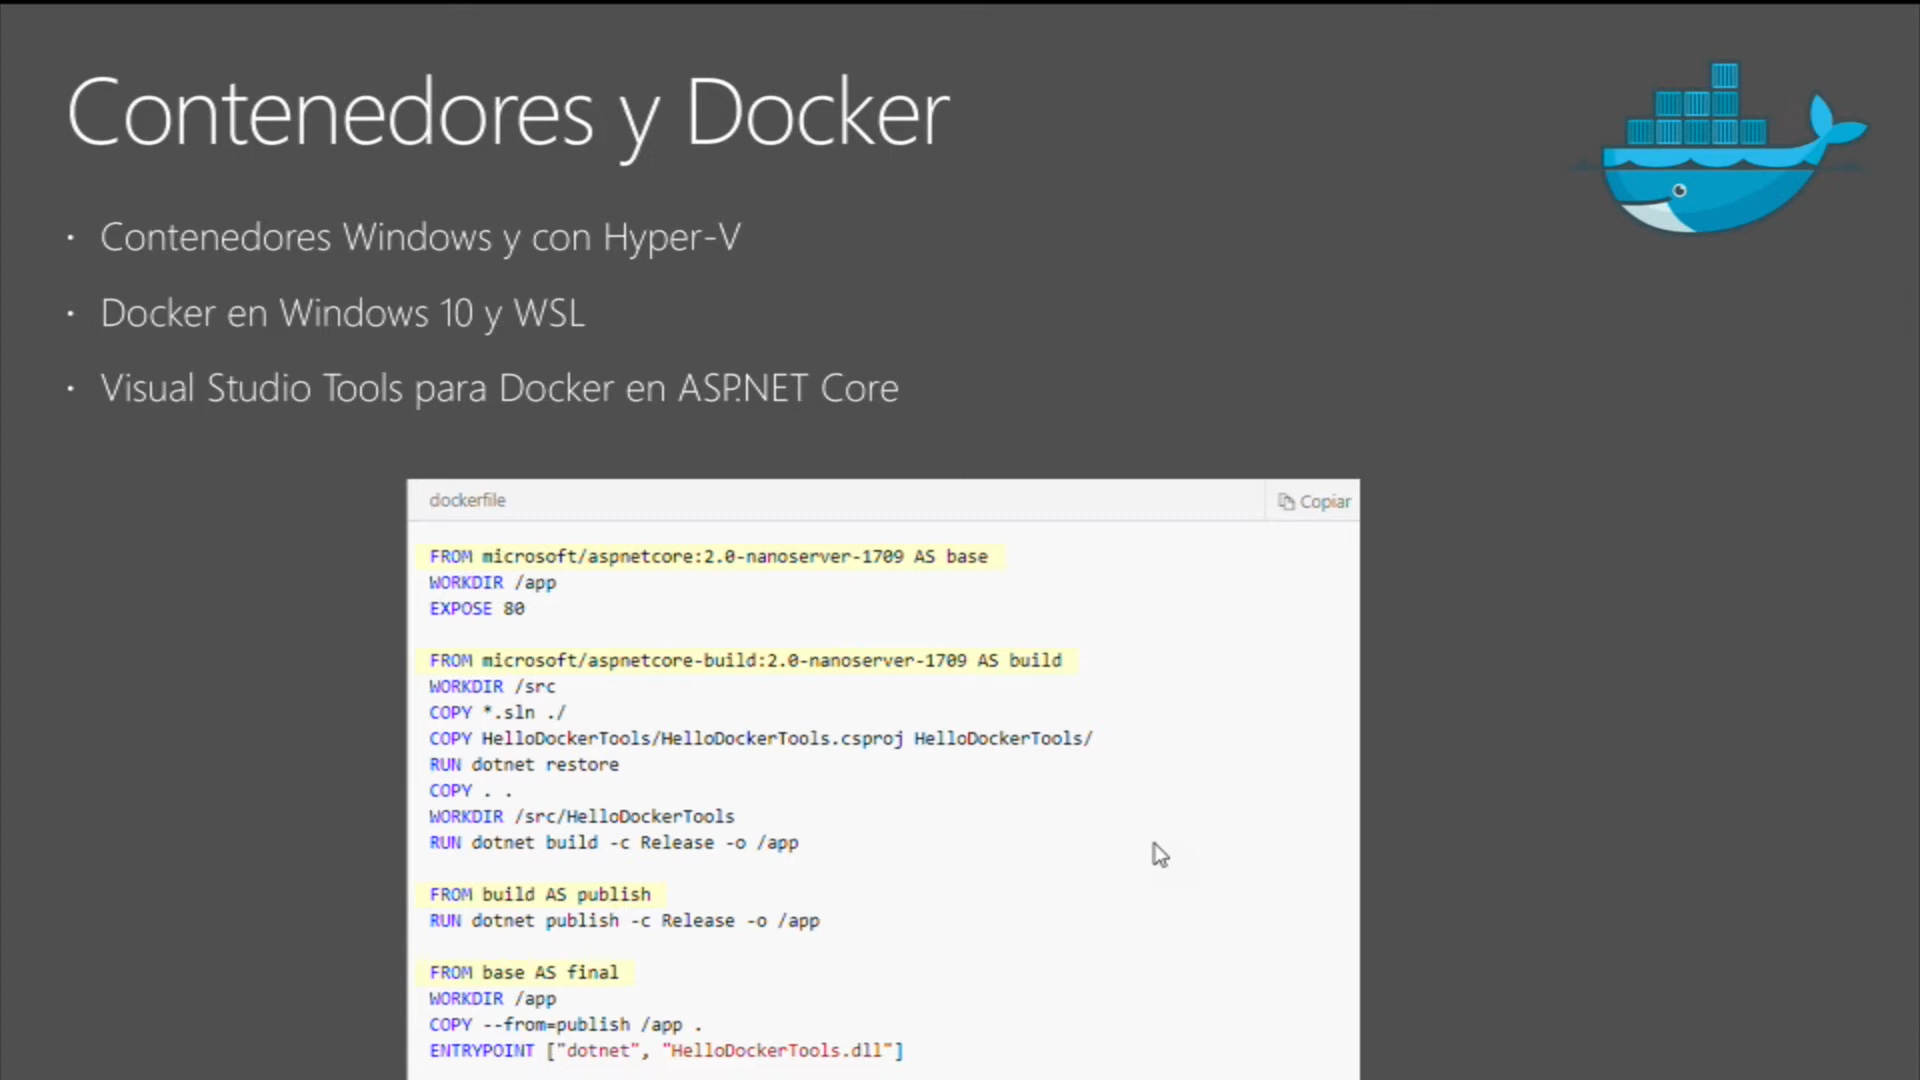 Contenedores y Docker
· Contenedores Windows y con Hyper-V
· Docker en Windows 10 y WSL
· Visual Studio Tools para Docker en ASP.NET Core
dockerfile
Copiar
FROM microsoft/aspnetcore:2.0-nanoserver-1709 AS base
WORKDIR /app
EXPOSE 80
FROM microsoft/aspnetcore-build:2.0-nanoserver-1709 AS build
WORKDIR /src
COPY *.sln ./
COPY HelloDockerTools/HelloDockerTools.csproj HelloDockerTools/
RUN dotnet restore
COPY . .
WORKDIR /src/HelloDockerTools
RUN dotnet build -c Release -o /app
FROM build AS publish
RUN dotnet publish -c Release -o /app
FROM base AS final
WORKDIR /app
COPY --from=publish /app .
ENTRYPOINT ["dotnet", "HelloDockerTools.dll"]